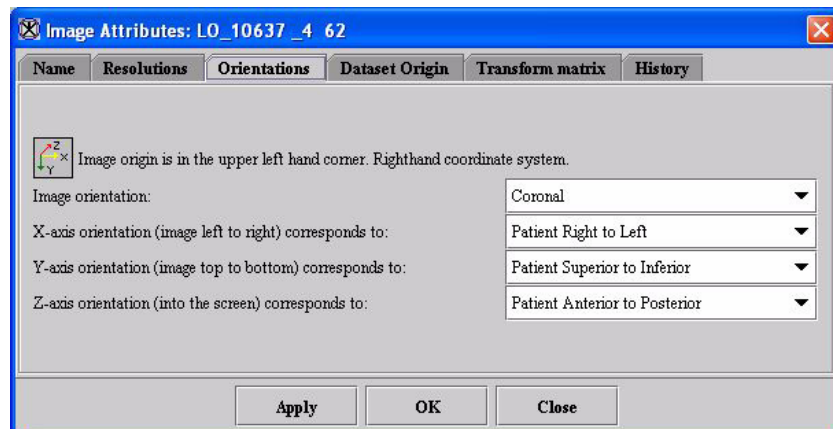 Image Attributes: LO_10637 _4 62
Name Resolutions Orientations Dataset Origin Transform matrix History
Z
X
Y
Image origin is in the upper left hand corner. Righthand coordinate system.
Image orientation: Coronal
X-axis orientation (image left to right) corresponds to: Patient Right to Left
Y-axis orientation (image top to bottom) corresponds to: Patient Superior to Inferior
Z-axis orientation (into the screen) corresponds to: Patient Anterior to Posterior
Apply OK Close